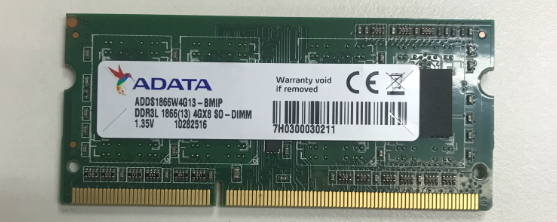 ADATA
ADDS1866W4G13-BMIP
DDR3L 1866(13) 4GX8 SO-DIMM
1.35V 10282516
Warranty void
if removed
CE
7H0300030211